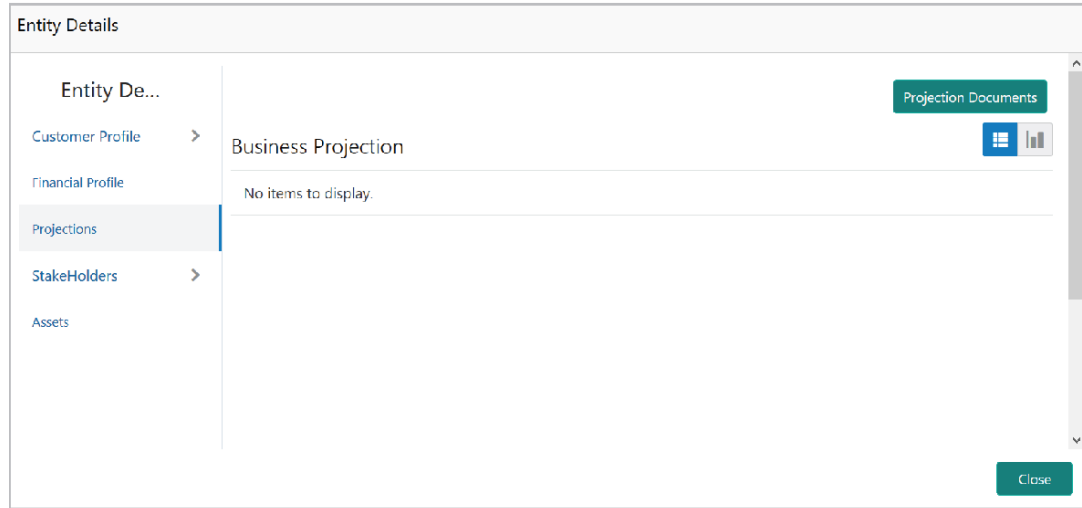 Entity Details
Entity De...
Customer Profile
Financial Profile
Projections
StakeHolders
Assets
Projection Documents
Business Projection
No items to display.
Close